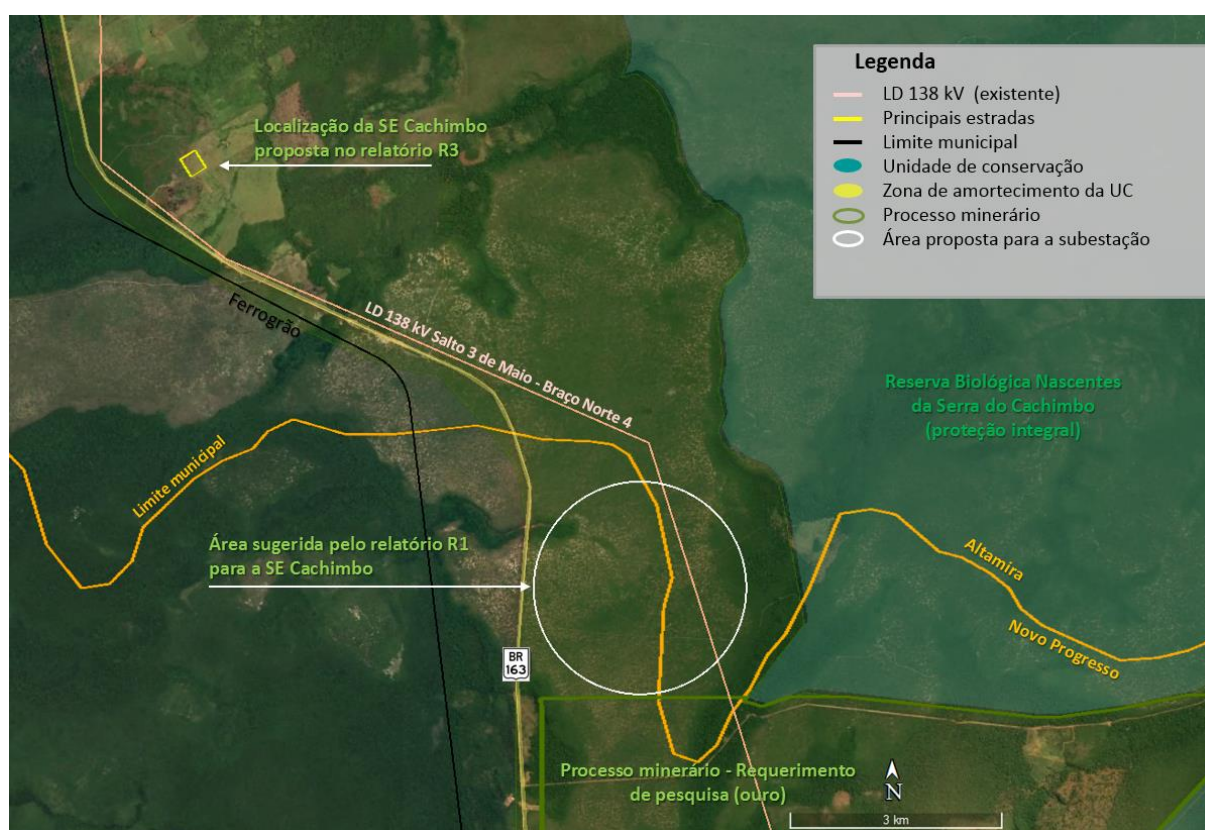 Legenda
LD 138 kV (existente)
Principais estradas
Limite municipal
Unidade de conservação
Zona de amortecimento da UC
Processo minerário
Área proposta para a subestação
Localização da SE Cachimbo
proposta no relatório R3
Ferrogrão
LD 138 kV Salto 3 de Maio - Braço Norte 4
Reserva Biológica Nascentes
da Serra do Cachimbo
(proteção integral)
Limite municipal
Área sugerida pelo relatório R1
para a SE Cachimbo
Altamira
Novo Progresso
BR
163
Processo minerário - Requerimento
de pesquisa (ouro)
N
3 km